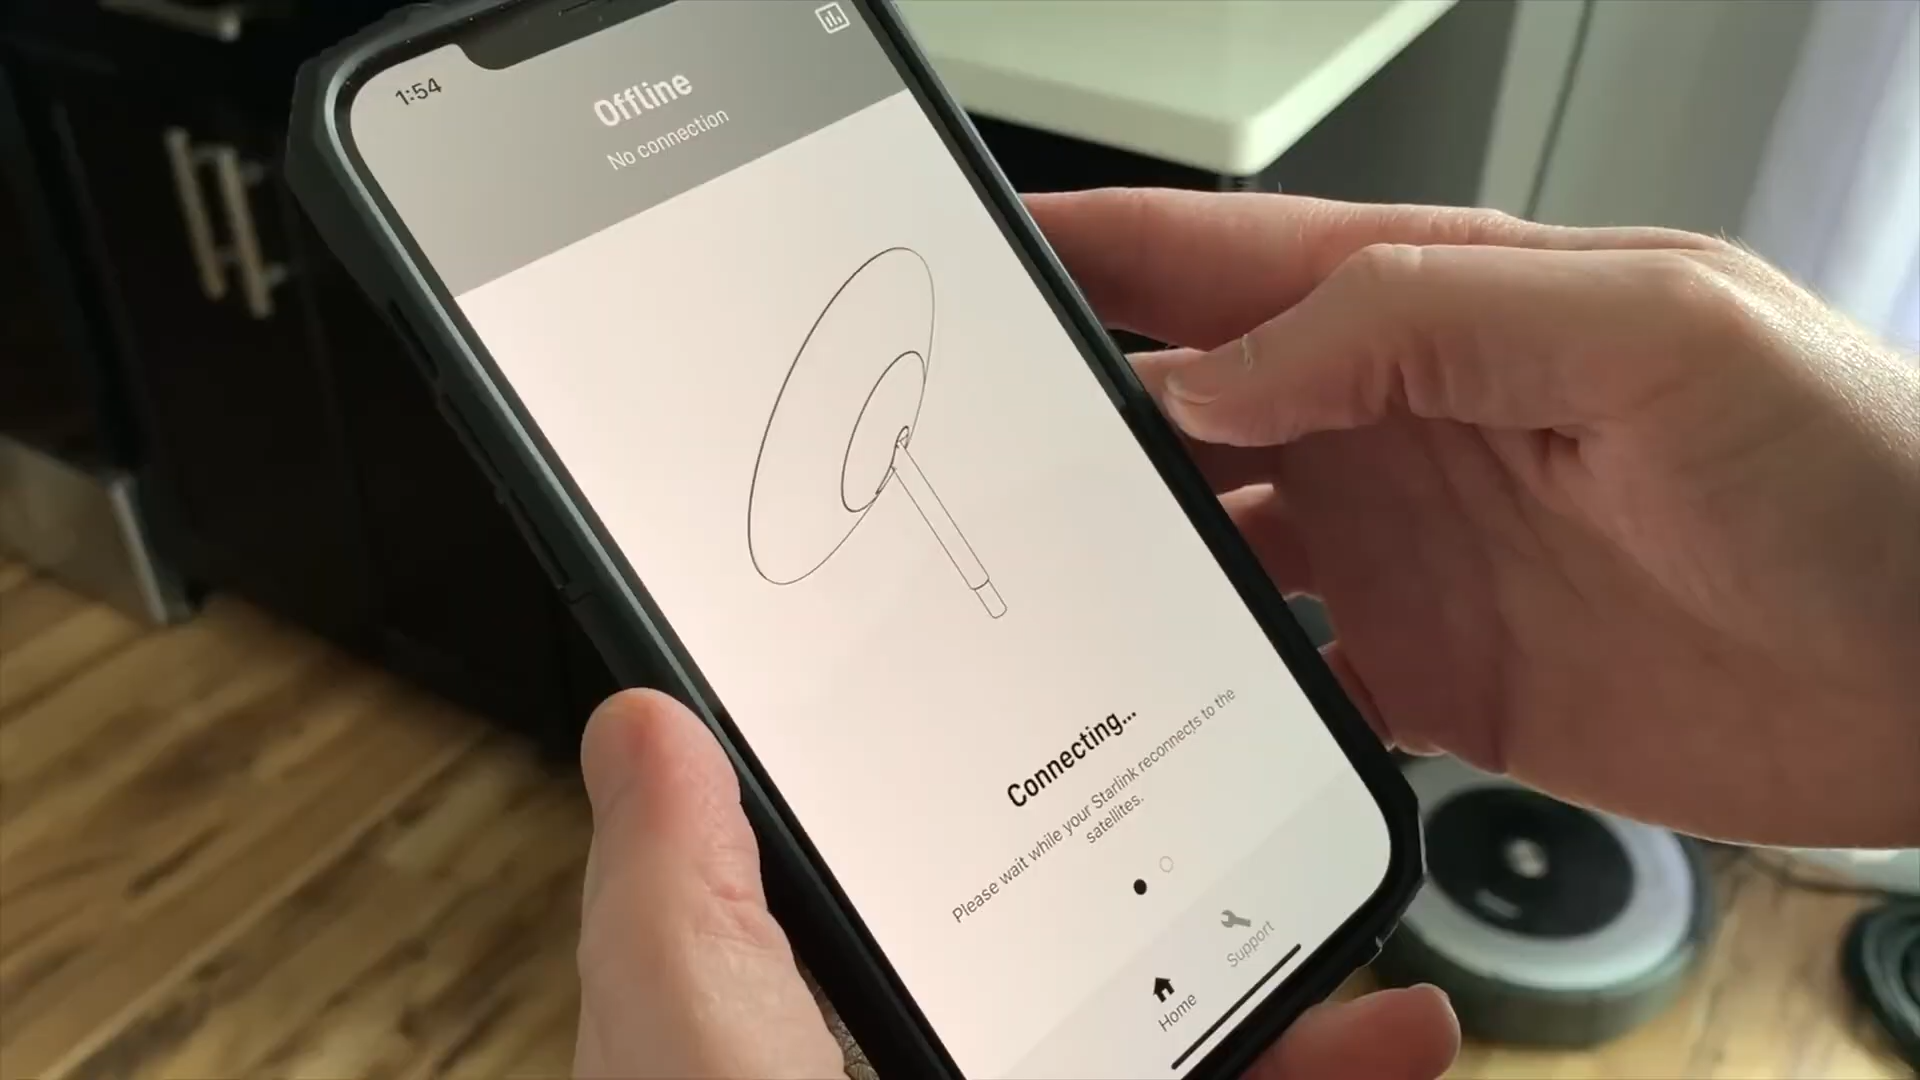 1:54
Offline
No connection
Connecting...
Please wait while your Starlink reconnects to the
satellites.
Home
Support